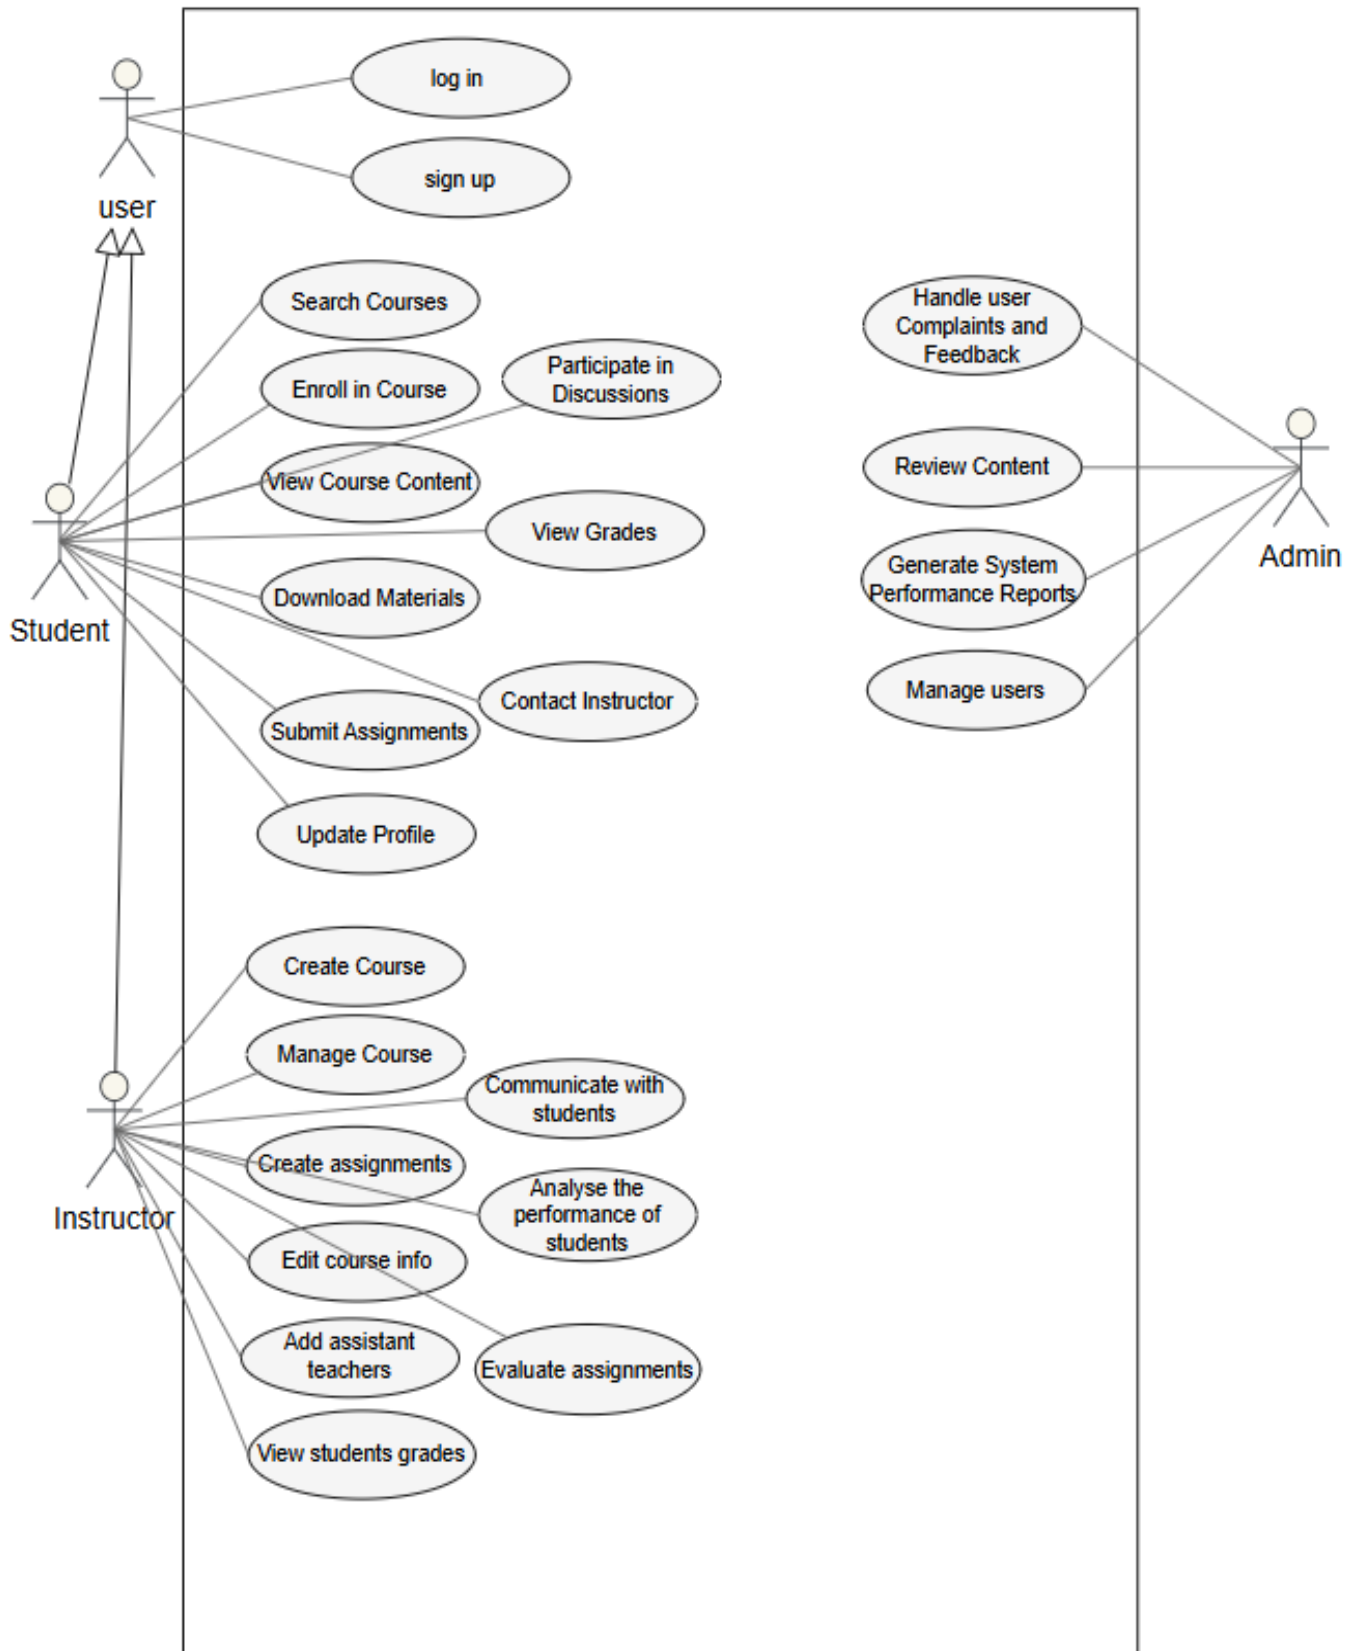 log in
sign up
user
Search Courses
Enroll in Course
Participate in
Discussions
View Course Content
View Grades
Download Materials
Student
Contact Instructor
Submit Assignments
Update Profile
Handle user
Complaints and
Feedback
Review Content
Generate System
Performance Reports
Manage users
Admin
Create Course
Manage Course
Communicate with
students
Create assignments
Analyse the
performance of
students
Instructor
Edit course info
Add assistant
teachers
Evaluate assignments
View students grades